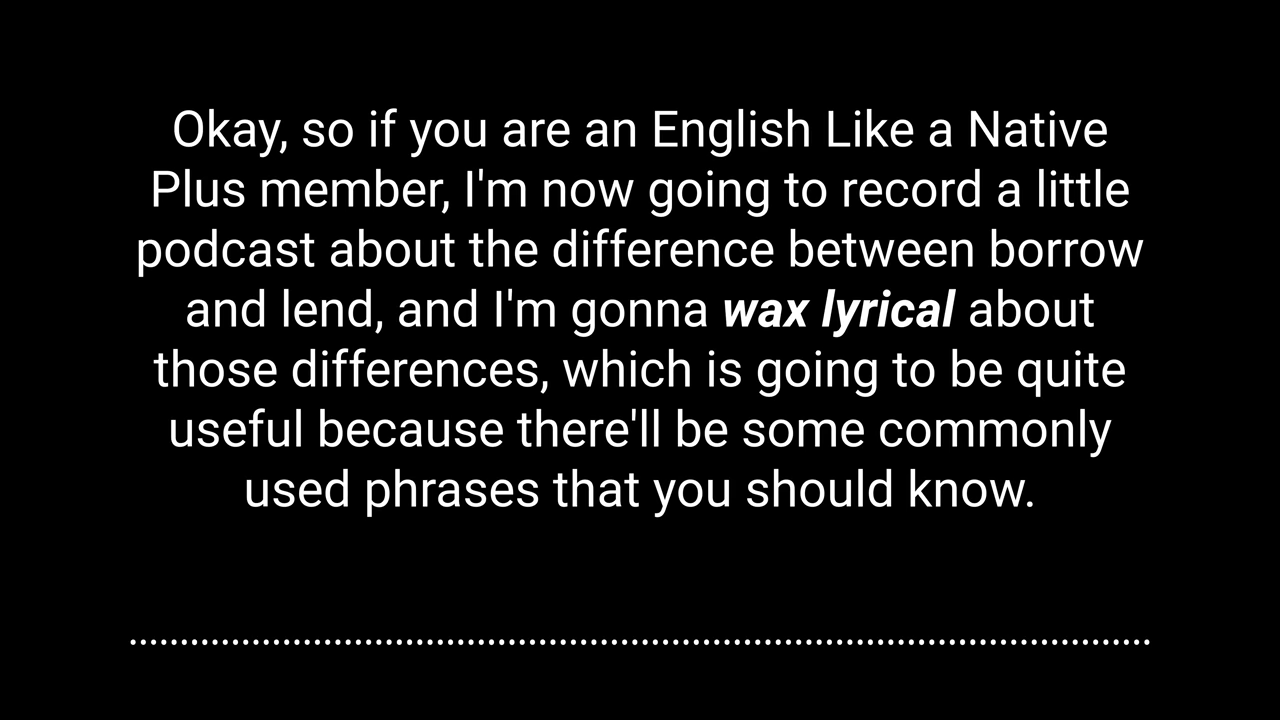 Okay, so if you are an English Like a Native
Plus member, I'm now going to record a little
podcast about the difference between borrow
and lend, and I'm gonna wax lyrical about
those differences, which is going to be quite
useful because there'll be some commonly
used phrases that you should know.